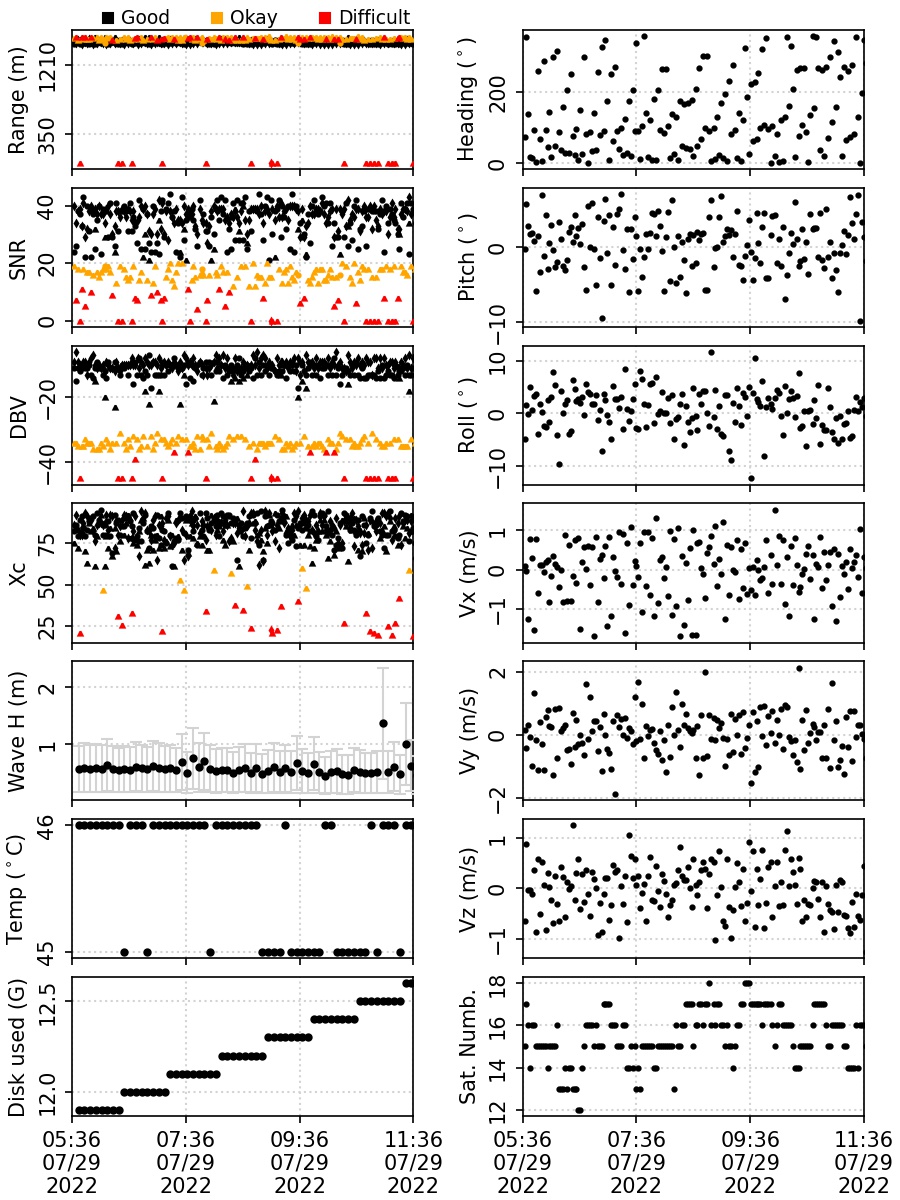 Good Okay Difficult
Range (m)
1210
350
Heading (°)
200
0
SNR
40
20
0
Pitch (°)
0
−10
DBV
−20
−40
Roll (°)
10
0
−10
Xc
75
50
25
Vx (m/s)
1
0
−1
Wave H (m)
2
1
Vy (m/s)
2
0
−2
Temp (°C)
46
45
Vz (m/s)
1
0
−1
Disk used (G)
12.5
12.0
Sat. Numb.
18
16
14
12
05:36 07:36 09:36 11:36
07/29 07/29 07/29 07/29
2022 2022 2022 2022
05:36 07:36 09:36 11:36
07/29 07/29 07/29 07/29
2022 2022 2022 2022